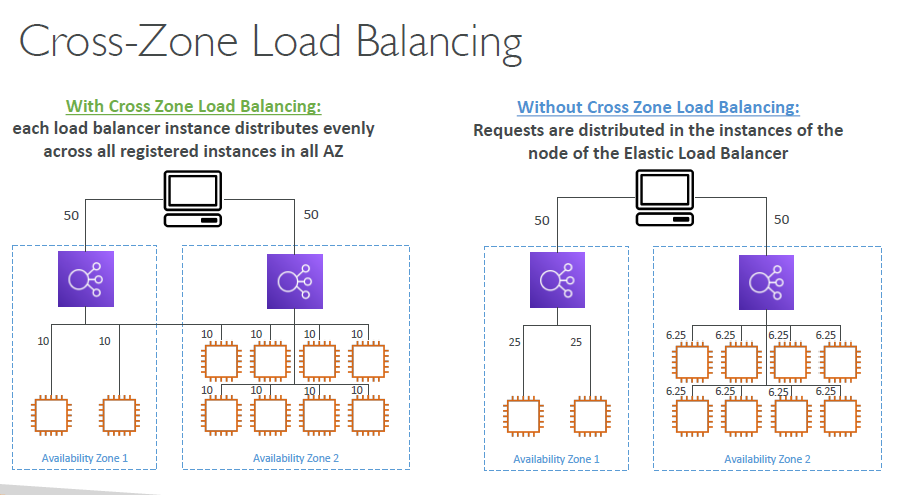 Cross-Zone Load Balancing
With Cross Zone Load Balancing:
each load balancer instance distributes evenly
across all registered instances in all AZ
50
50
10
10
10
10
10
10
10
10
10
10
Availability Zone 1
Availability Zone 2
Without Cross Zone Load Balancing:
Requests are distributed in the instances of the
node of the Elastic Load Balancer
50
50
25
25
6.25
6.25
6.25
6.25
6.25
6.25
6.25
6.25
Availability Zone 1
Availability Zone 2